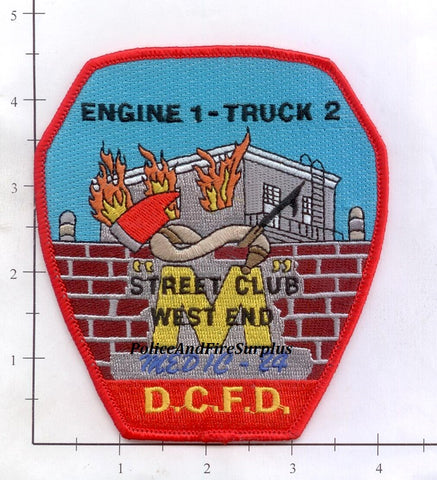 5
4
3
2
1
ENGINE 1 - TRUCK 2
"M"
STREET CLUB
WEST END
PoliceAndFireSurplus
MEDIC -
D.C.F.D.
1 2 3 4